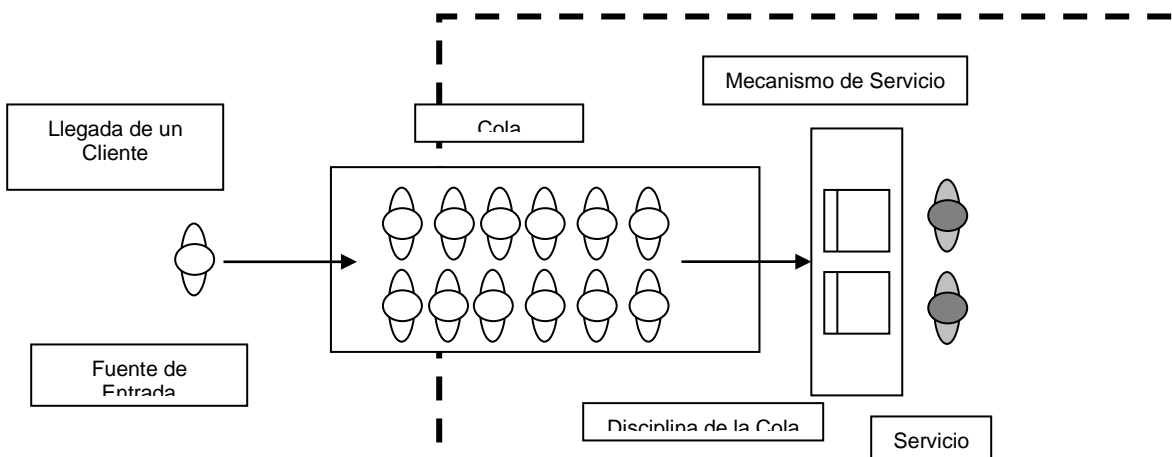 Mecanismo de Servicio
Llegada de un
Cliente
Cola
Fuente de
Entrada
Disciplina de la Cola
Servicio